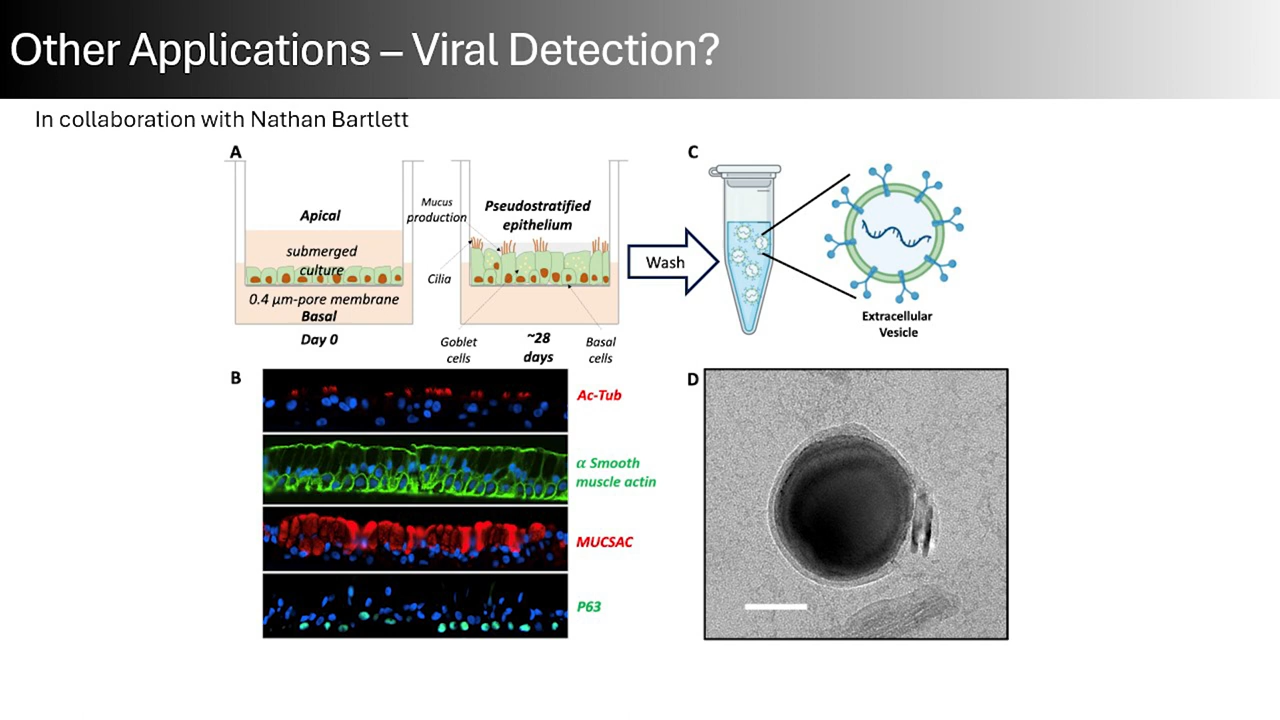 Other Applications – Viral Detection?
In collaboration with Nathan Bartlett
A
Apical
submerged
culture
0.4 µm-pore membrane
Basal
Day 0
Mucus
production
Pseudostratified
epithelium
Cilia
Goblet
cells
~28
days
Basal
cells
Wash
C
Extracellular
Vesicle
B
Ac-Tub
α Smooth
muscle actin
MUCSAC
P63
D